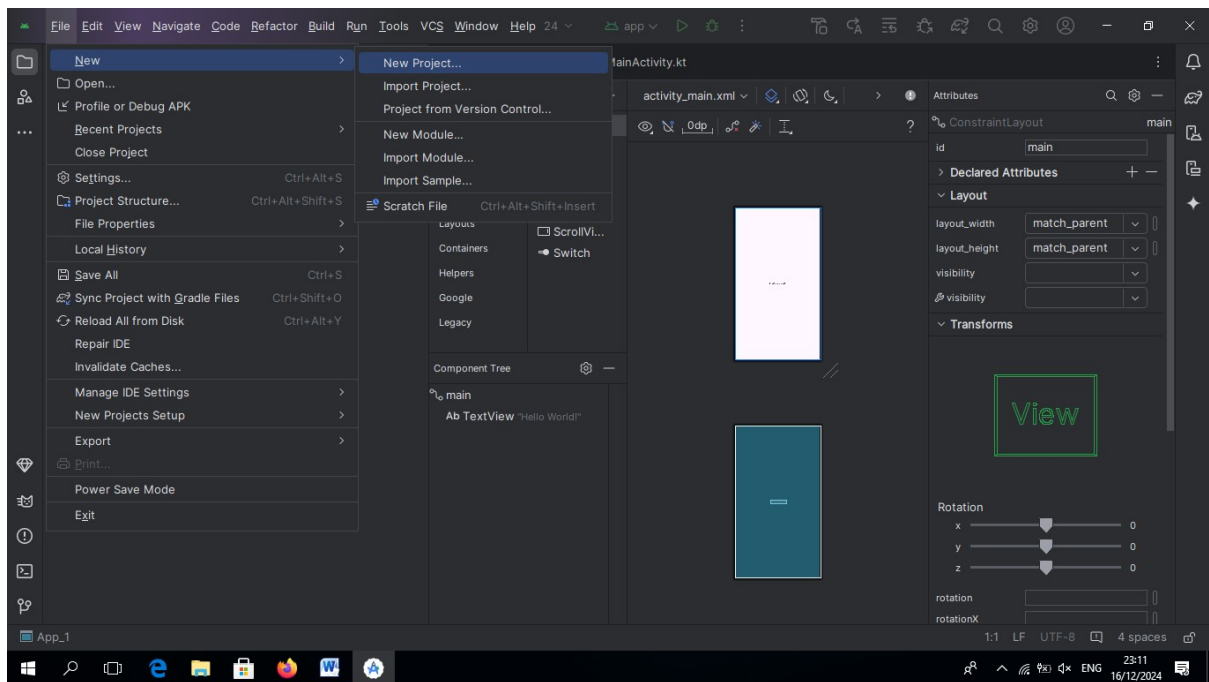 File Edit View Navigate Code Refactor Build Run Tools VCS Window Help 24 app
New
Open...
Profile or Debug APK
Recent Projects
Close Project
Settings... Ctrl+Alt+S
Project Structure... Ctrl+Alt+Shift+S
File Properties
Local History
Save All Ctrl+S
Sync Project with Gradle Files Ctrl+Shift+O
Reload All from Disk Ctrl+Alt+Y
Repair IDE
Invalidate Caches...
Manage IDE Settings
New Projects Setup
Export
Print...
Power Save Mode
Exit
New Project...
Import Project...
Project from Version Control...
New Module...
Import Module...
Import Sample...
Scratch File Ctrl+Alt+Shift+Insert
MainActivity.kt
activity_main.xml
0dp
?
Layouts
Containers
Helpers
Google
Legacy
ScrollVi...
Switch
Component Tree
main
Ab TextView "Hello World!"
Attributes
ConstraintLayout main
id main
Declared Attributes
Layout
layout_width match_parent
layout_height match_parent
visibility
visibility
Transforms
View
Rotation
x 0
y 0
z 0
rotation
rotationX
App_1
1:1 LF UTF-8 4 spaces
ENG
23:11
16/12/2024